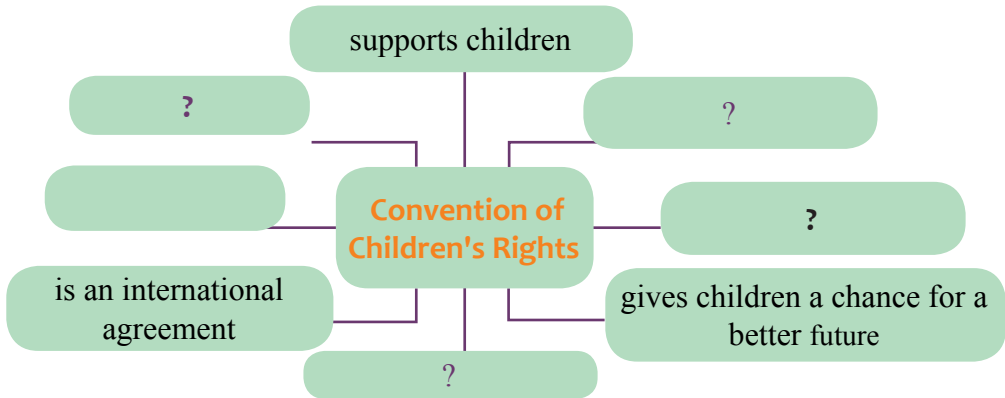 supports children
?
?
Convention of
Children's Rights
?
is an international
agreement
gives children a chance for a
better future
?